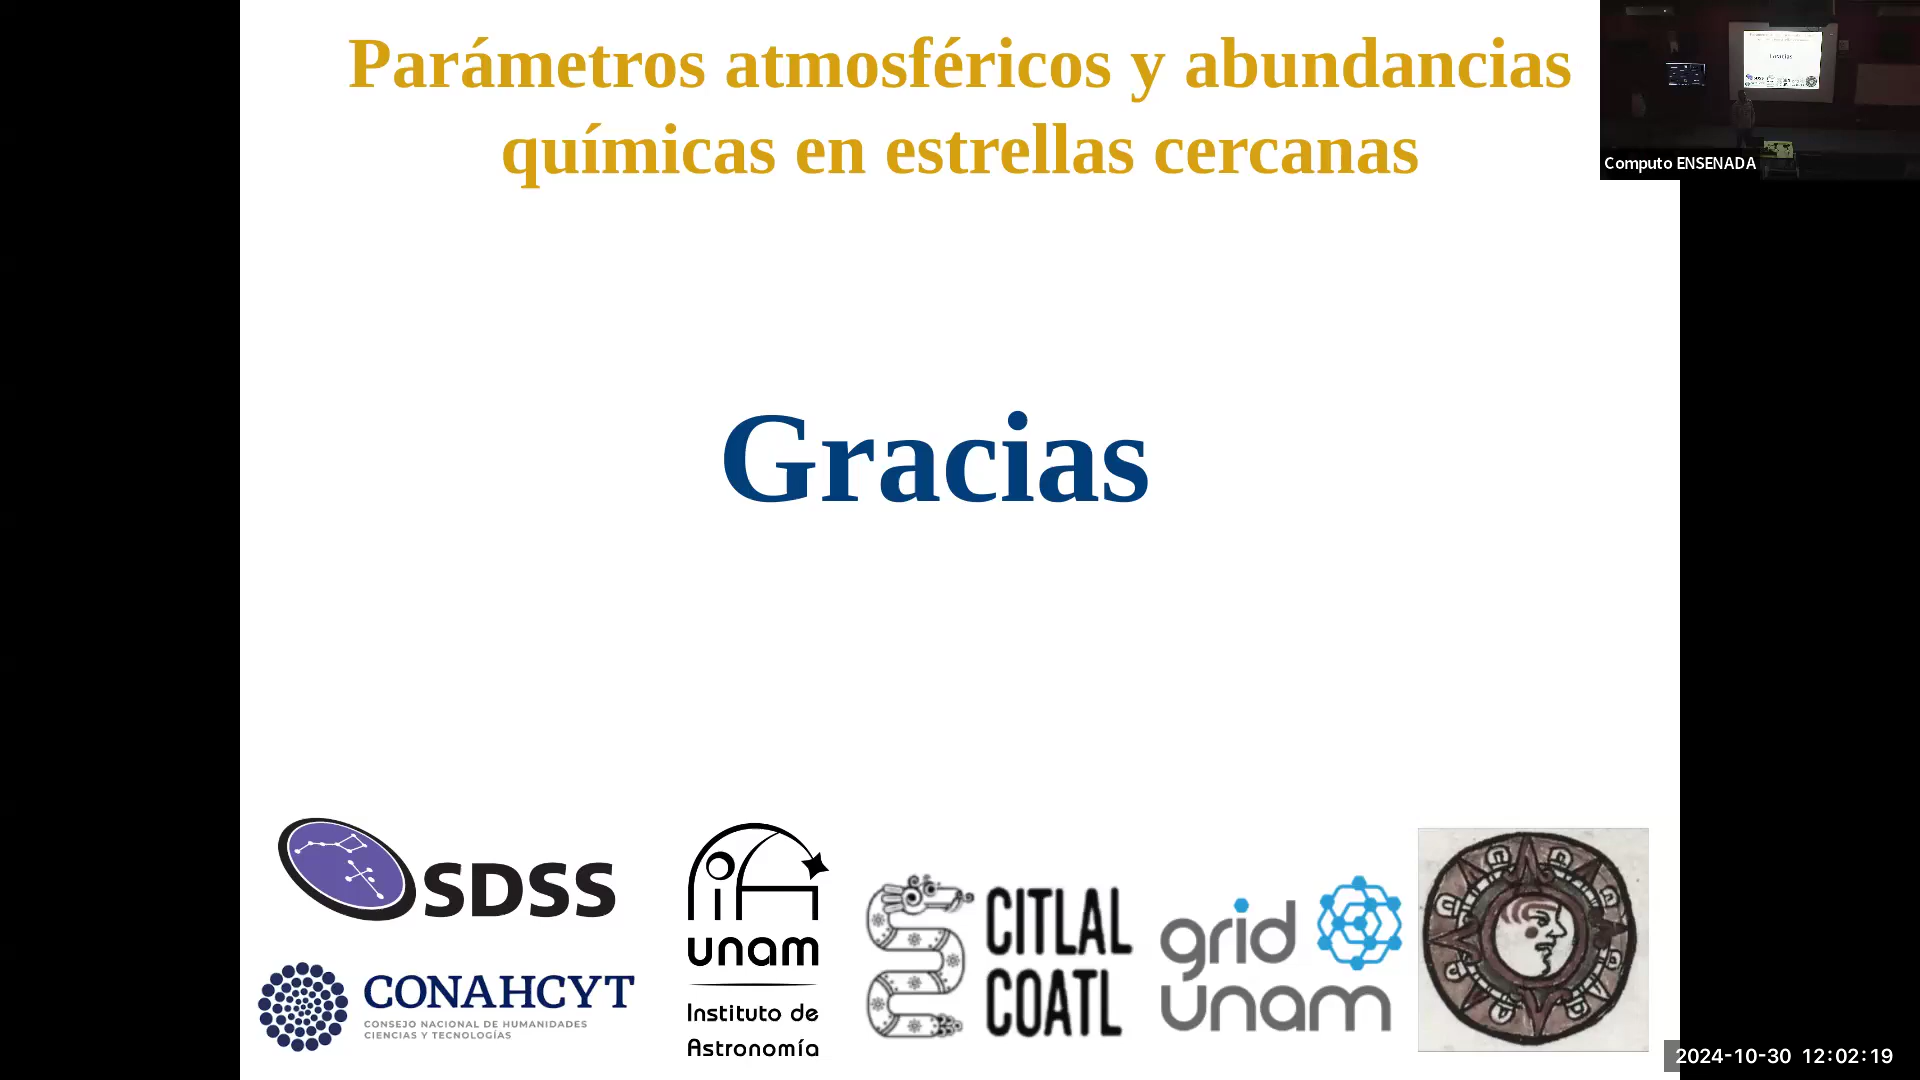 Parámetros atmosféricos y abundancias
químicas en estrellas cercanas
Computo ENSENADA
Gracias
SDSS
CONAHCYT
CONSEJO NACIONAL DE HUMANIDADES
CIENCIAS Y TECNOLOGÍAS
unam
Instituto de
Astronomía
CITLAL
COATL
grid
unam
2024-10-30 12:02:19